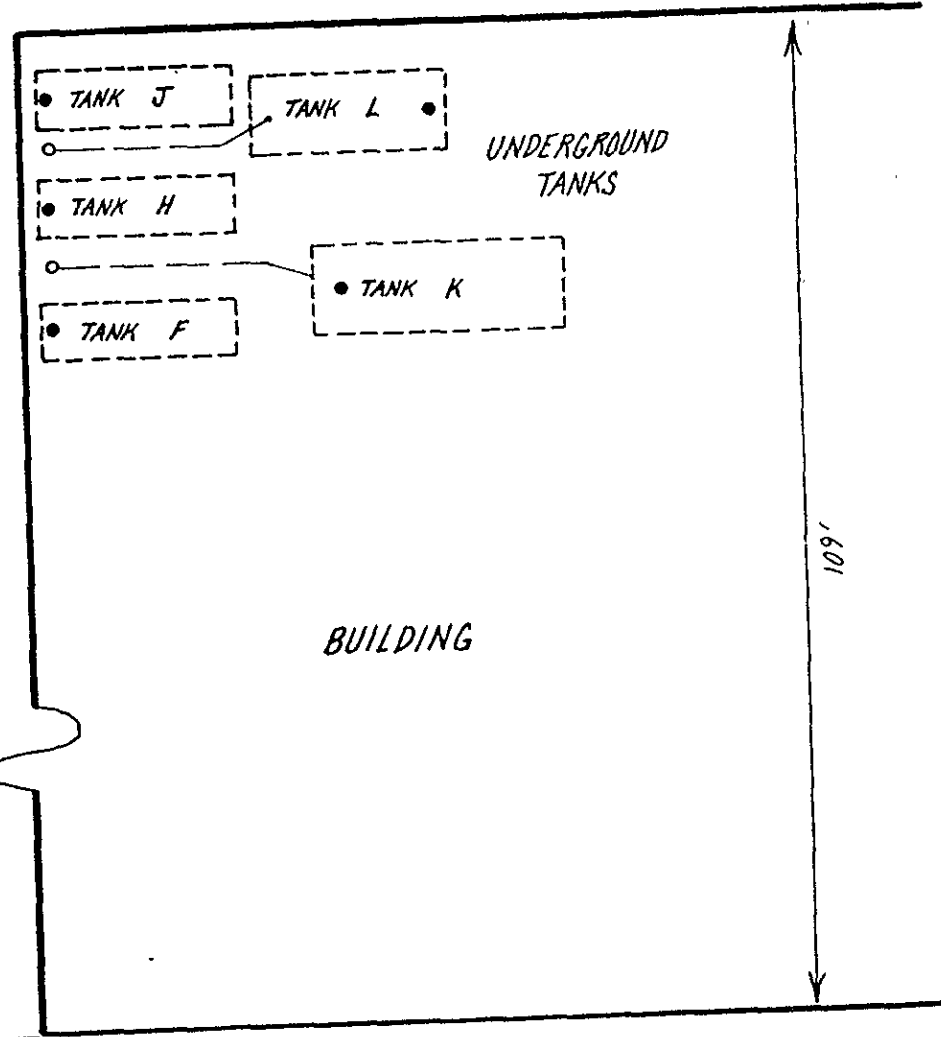 TANK J
TANK L
UNDERGROUND
TANKS
TANK H
TANK K
TANK F
109'
BUILDING